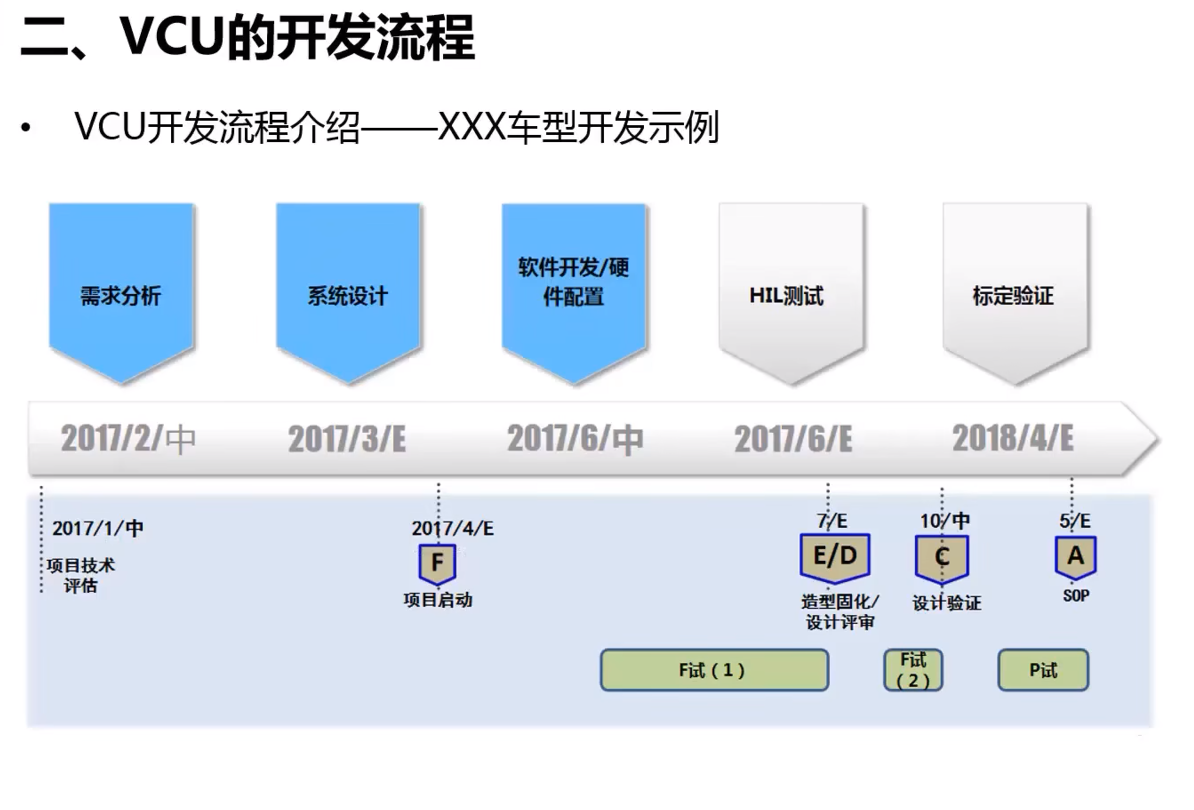 二、VCU的开发流程
• VCU开发流程介绍——XXX车型开发示例
需求分析
系统设计
软件开发/硬
件配置
HIL测试
标定验证
2017/2/中
2017/3/E
2017/6/中
2017/6/E
2018/4/E
2017/1/中
项目技术
评估
2017/4/E
F
项目启动
7/E
E/D
造型固化/
设计评审
10/中
C
设计验证
5/E
A
SOP
F试（1）
F试
（2）
P试